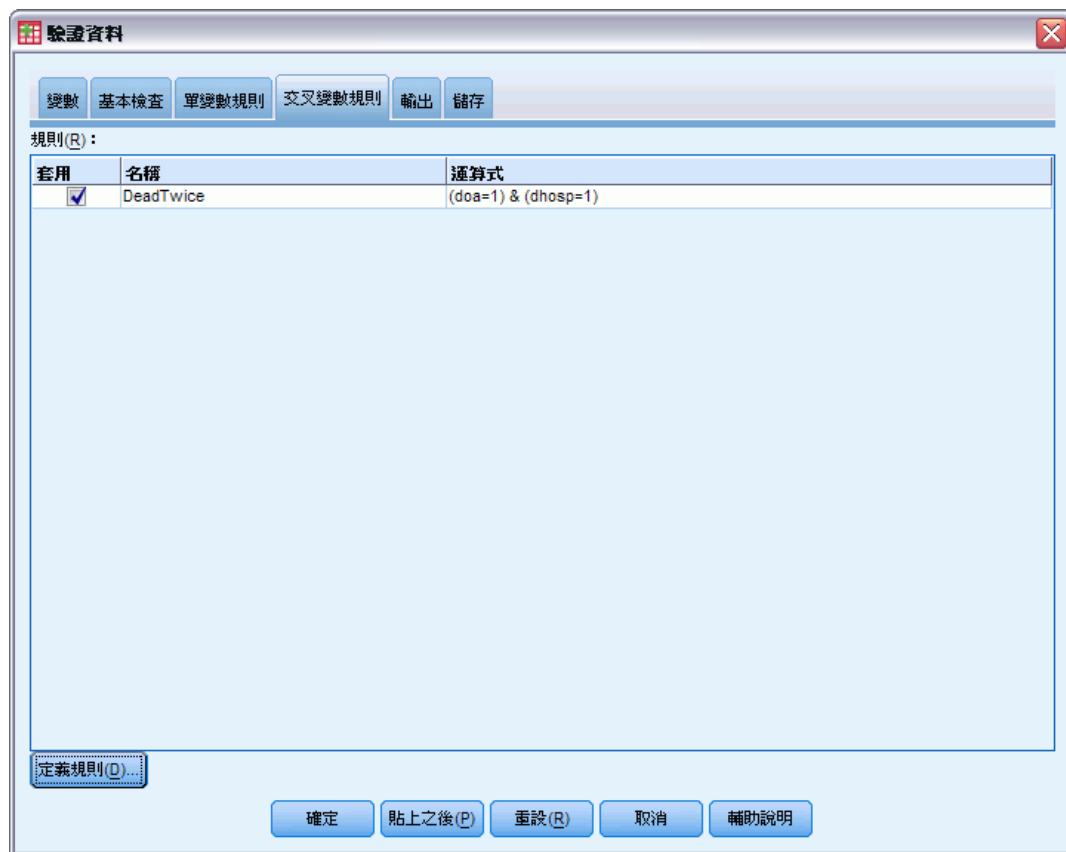 驗證資料
變數 基本檢查 單變數規則 交叉變數規則 輸出 儲存
規則(R)：
套用 名稱 運算式
DeadTwice (doa=1) & (dhosp=1)
定義規則(D)...
確定 貼上之後(P) 重設(R) 取消 輔助說明